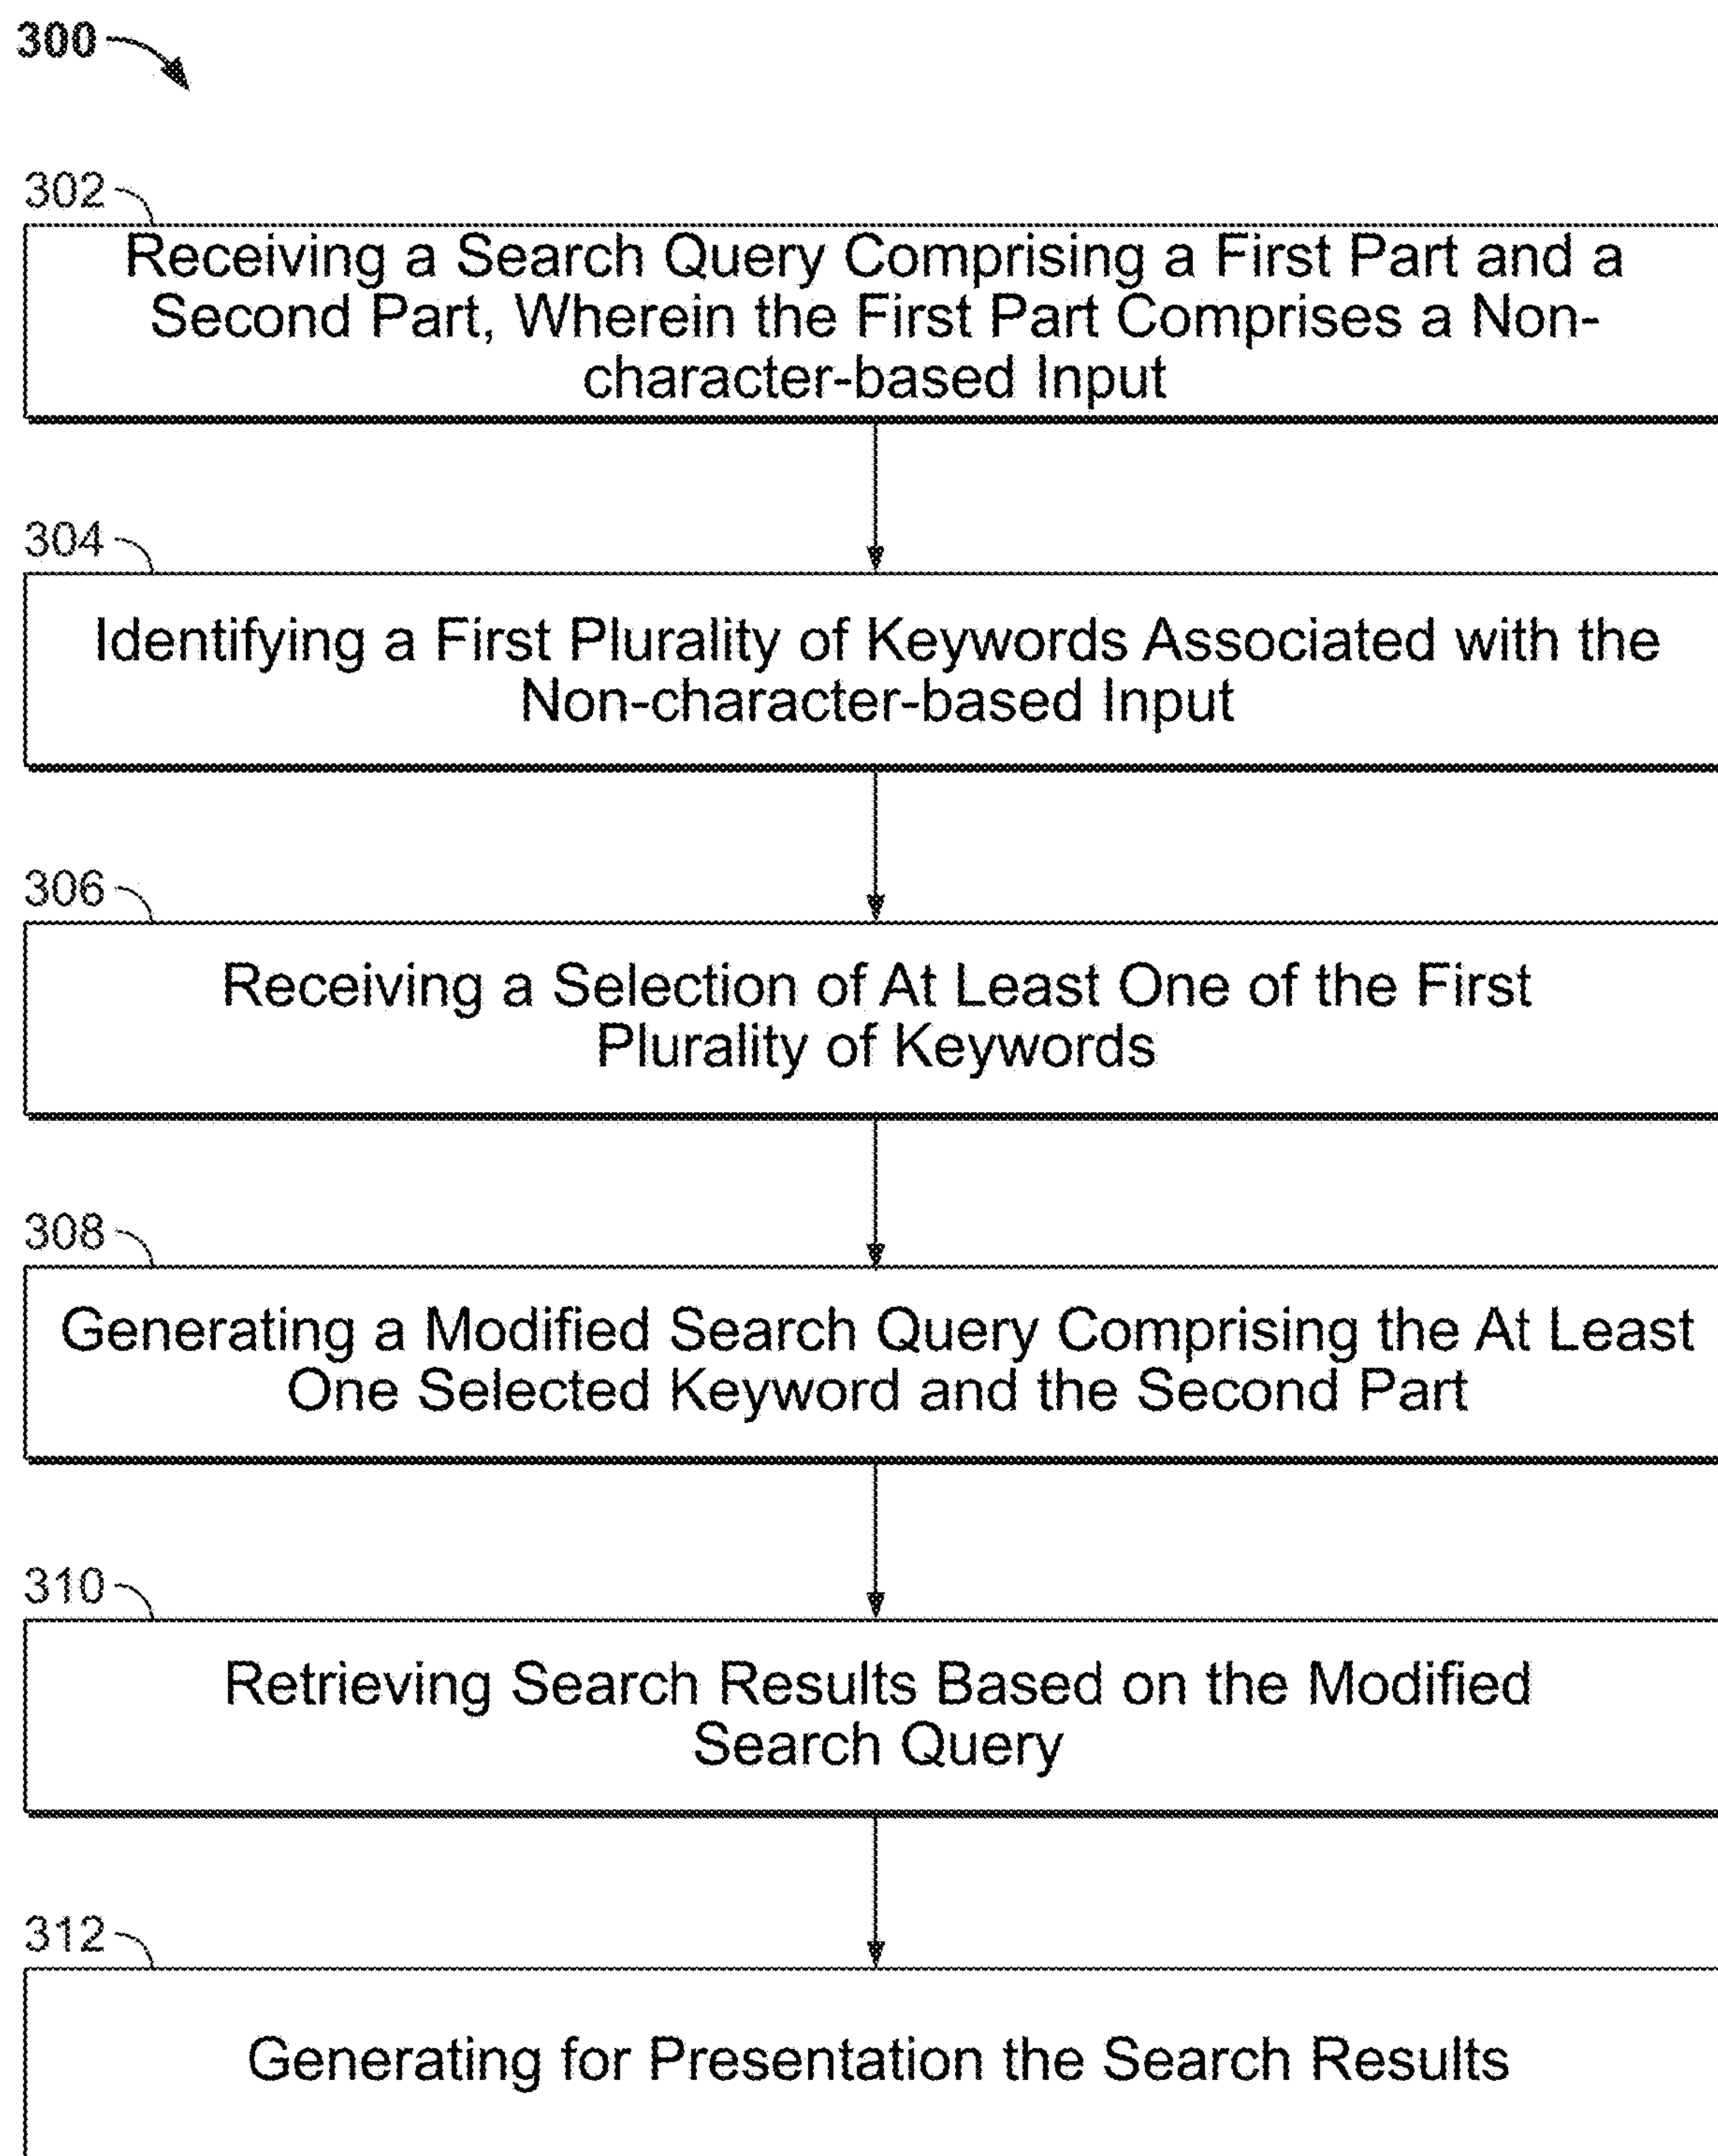 300
302
Receiving a Search Query Comprising a First Part and a
Second Part, Wherein the First Part Comprises a Non-
character-based Input
304
Identifying a First Plurality of Keywords Associated with the
Non-character-based Input
306
Receiving a Selection of At Least One of the First
Plurality of Keywords
308
Generating a Modified Search Query Comprising the At Least
One Selected Keyword and the Second Part
310
Retrieving Search Results Based on the Modified
Search Query
312
Generating for Presentation the Search Results